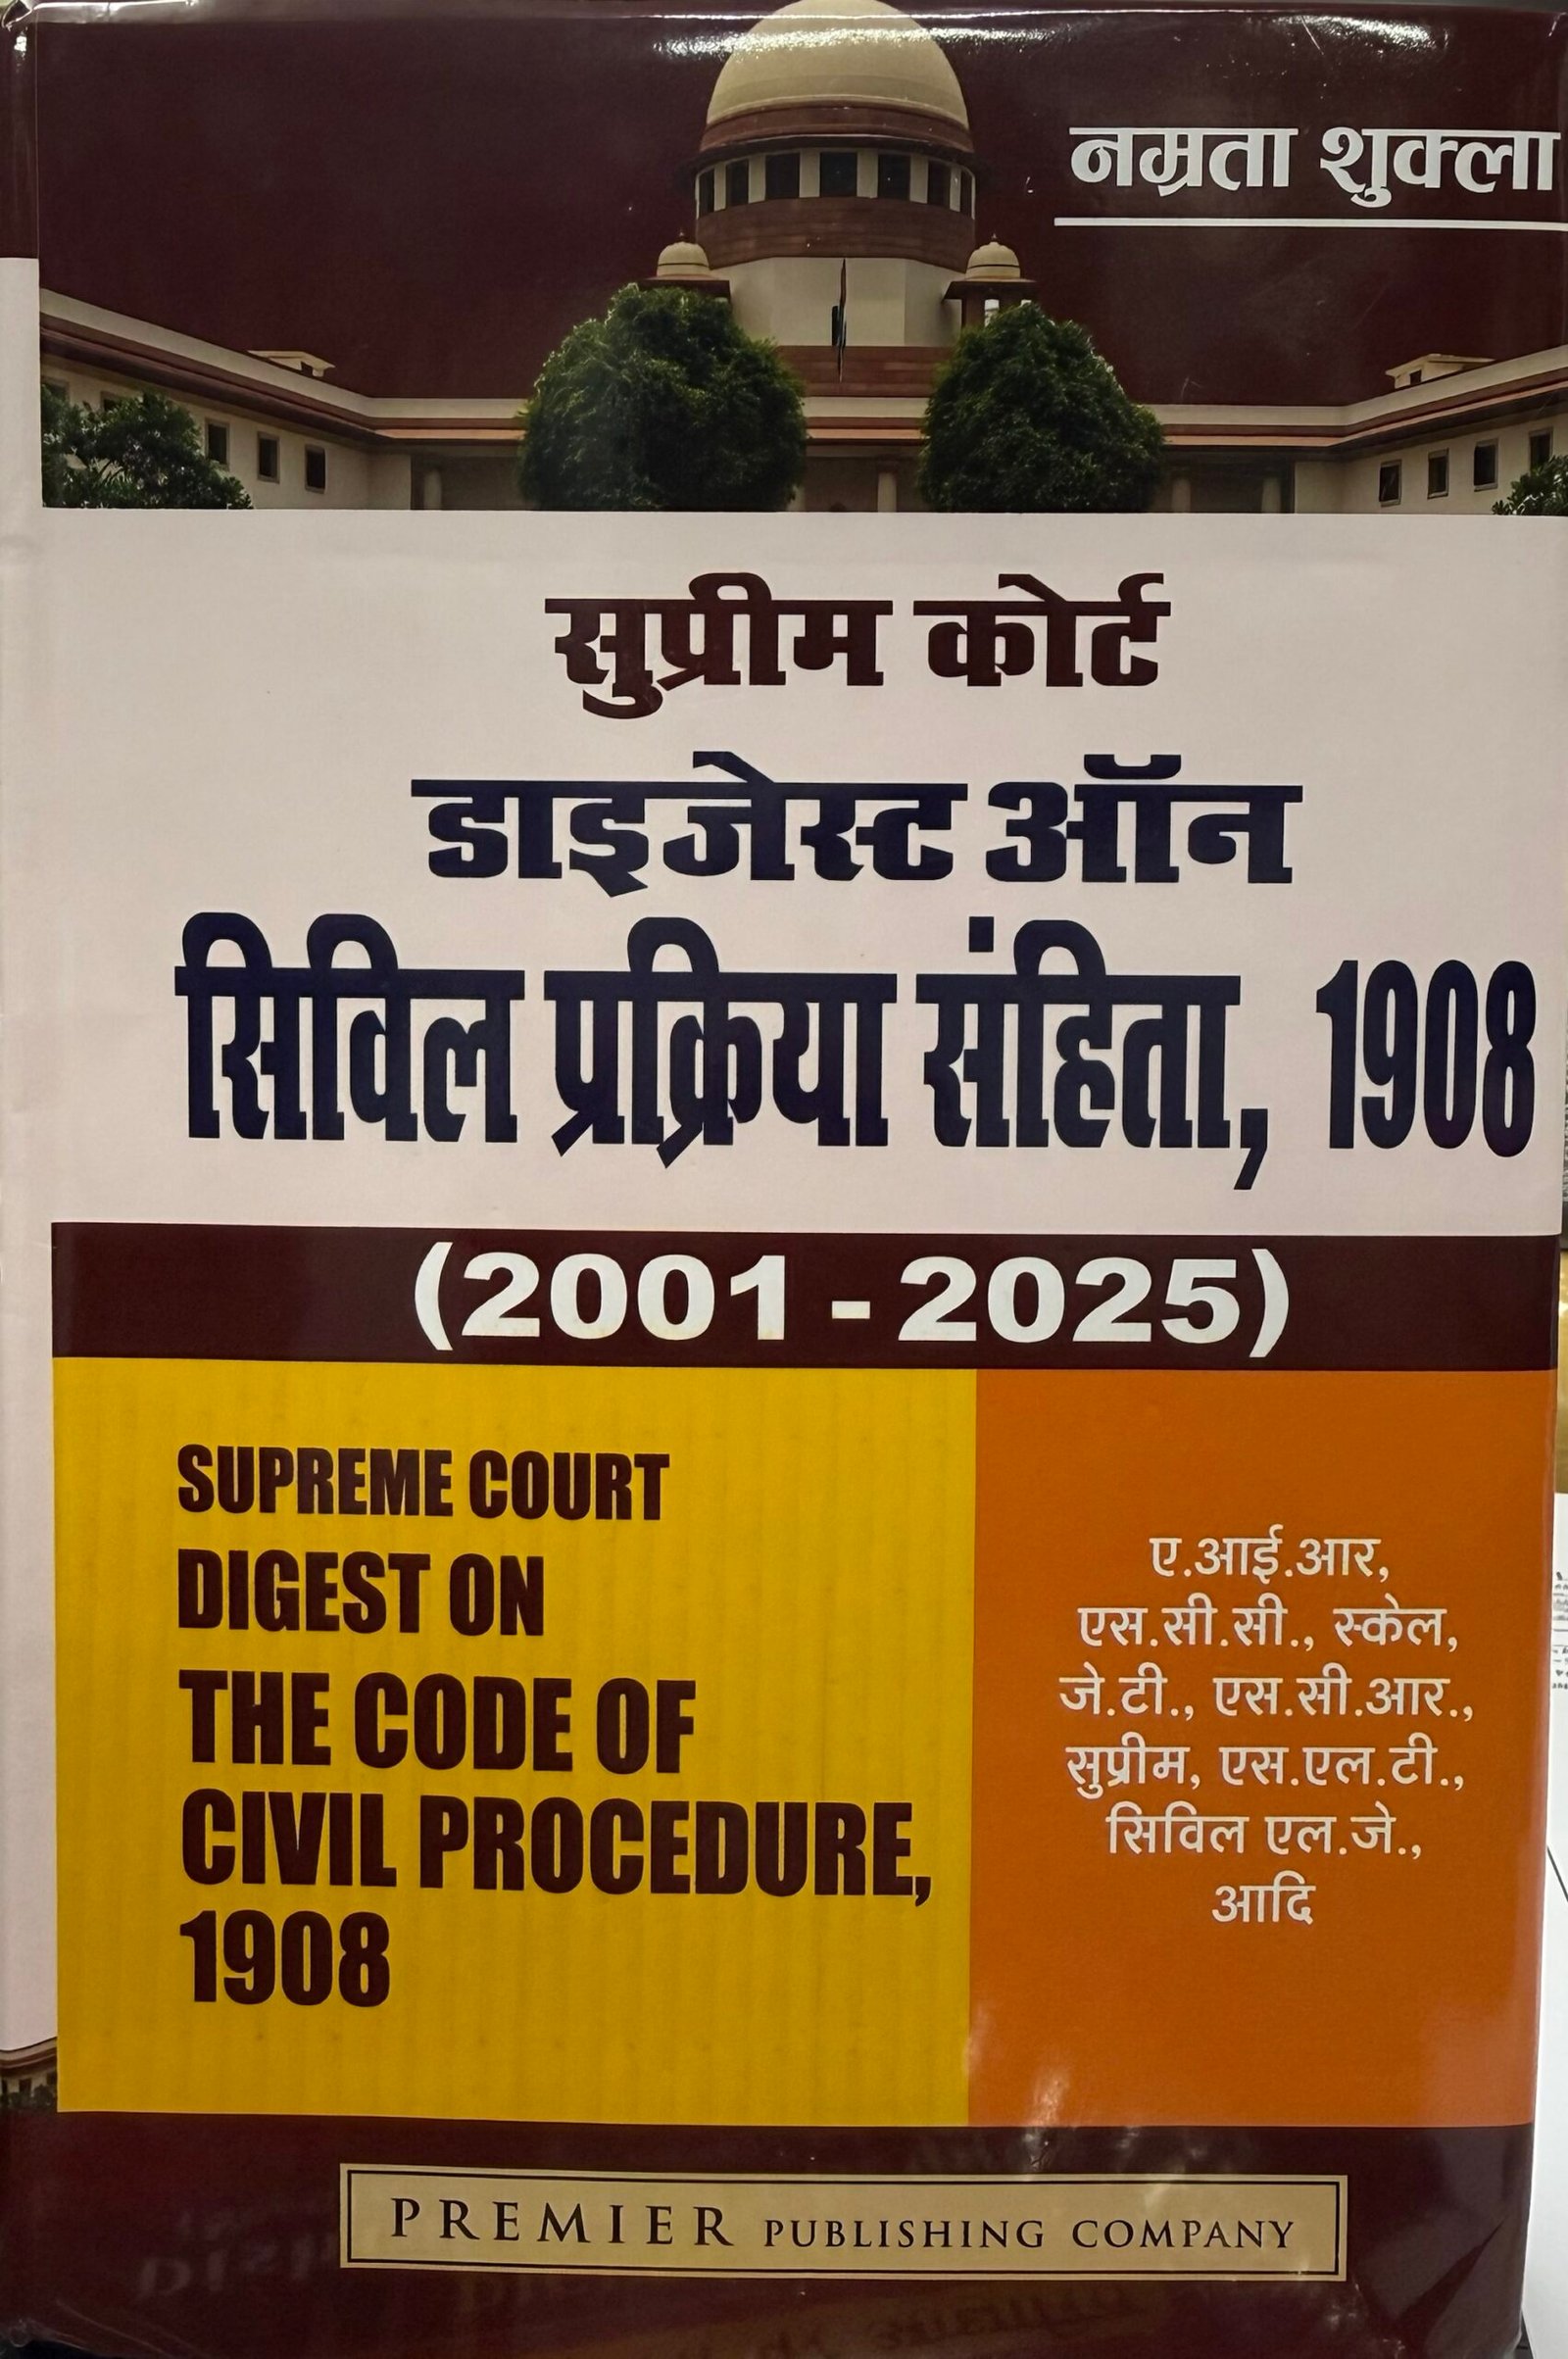 नम्रता शुक्ला
सुप्रीम कोर्ट
डाइजेस्ट ऑन
सिविल प्रक्रिया संहिता, 1908
(2001 - 2025)
SUPREME COURT
DIGEST ON
THE CODE OF
CIVIL PROCEDURE,
1908
ए.आई.आर,
एस.सी.सी., स्केल,
जे.टी., एस.सी.आर.,
सुप्रीम, एस.एल.टी.,
सिविल एल.जे.,
आदि
PREMIER PUBLISHING COMPANY